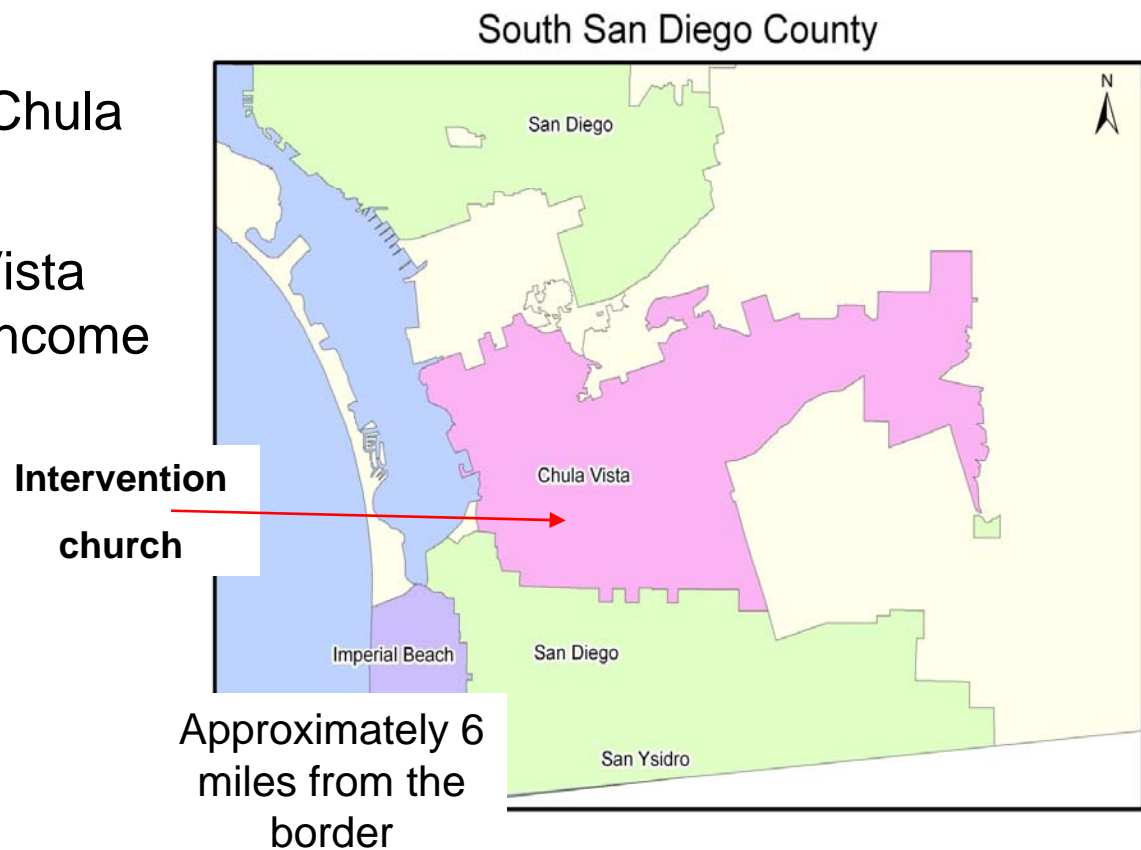 South San Diego County
Chula
Vista
ncome
N
San Diego
Chula Vista
Intervention
church
Imperial Beach
San Diego
San Ysidro
Approximately 6
miles from the
border